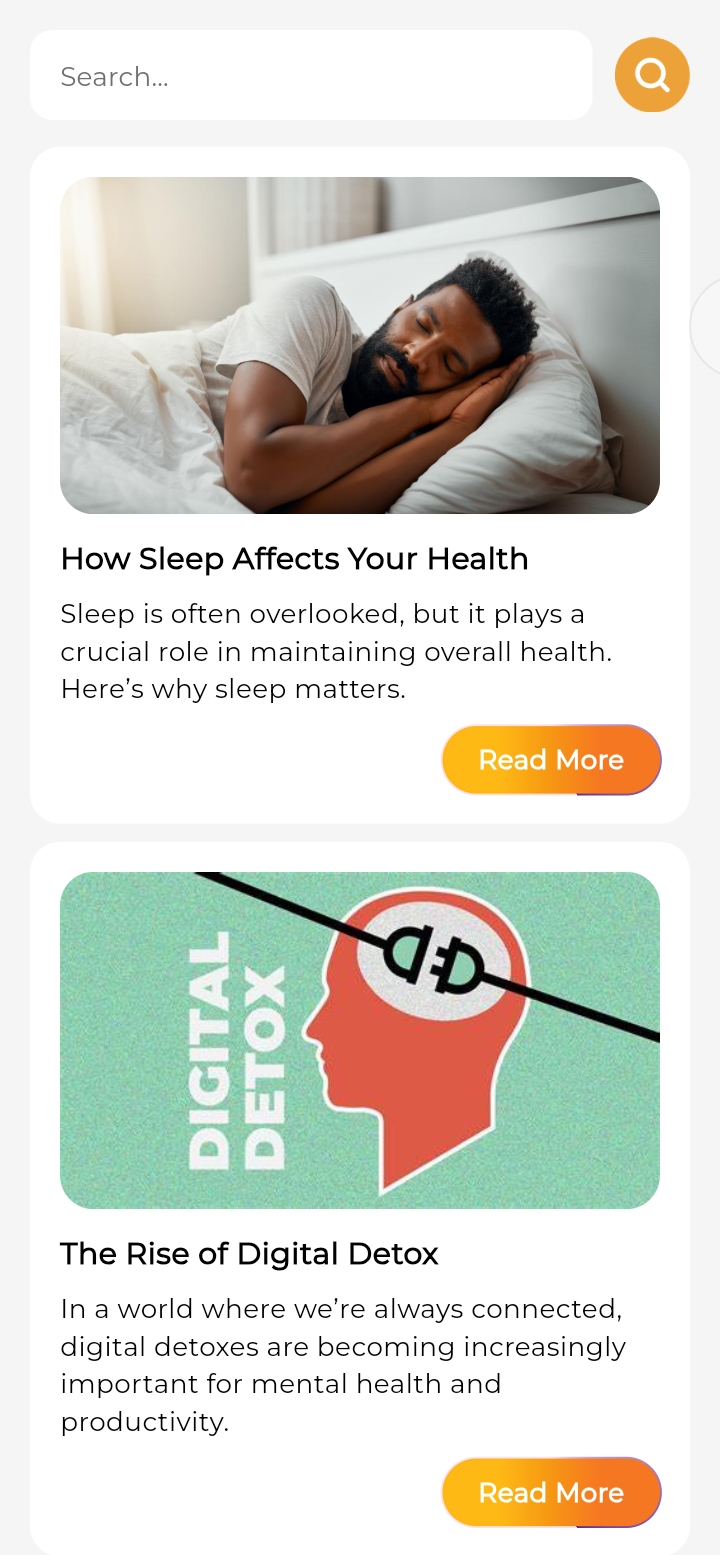 Search...
How Sleep Affects Your Health
Sleep is often overlooked, but it plays a
crucial role in maintaining overall health.
Here’s why sleep matters.
Read More
DIGITAL
DETOX
The Rise of Digital Detox
In a world where we’re always connected,
digital detoxes are becoming increasingly
important for mental health and
productivity.
Read More